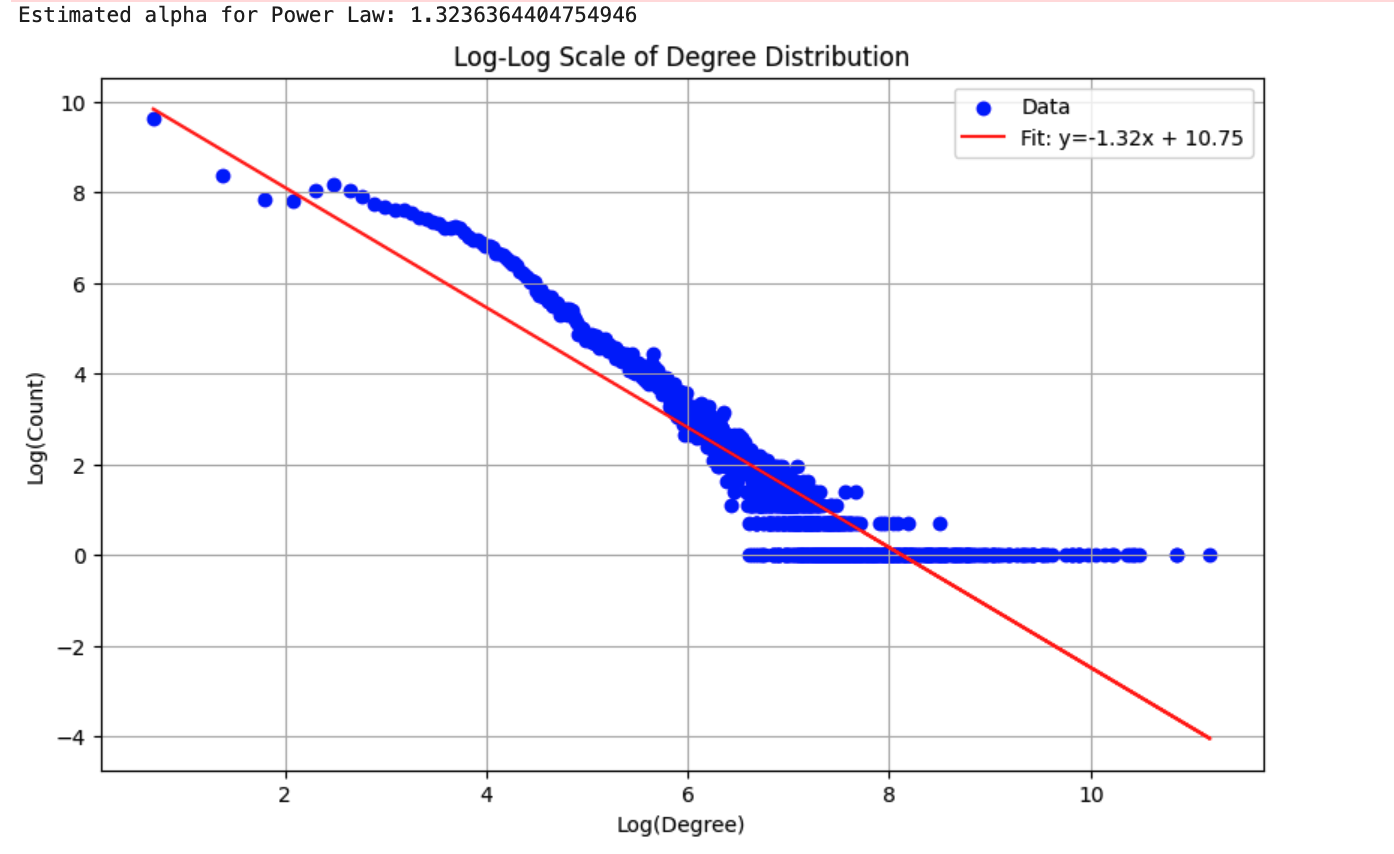 Estimated alpha for Power Law: 1.3236364404754946
Log-Log Scale of Degree Distribution
Data
Fit: y=-1.32x + 10.75
Log(Count)
10
8
6
4
2
0
−2
−4
2 4 6 8 10
Log(Degree)